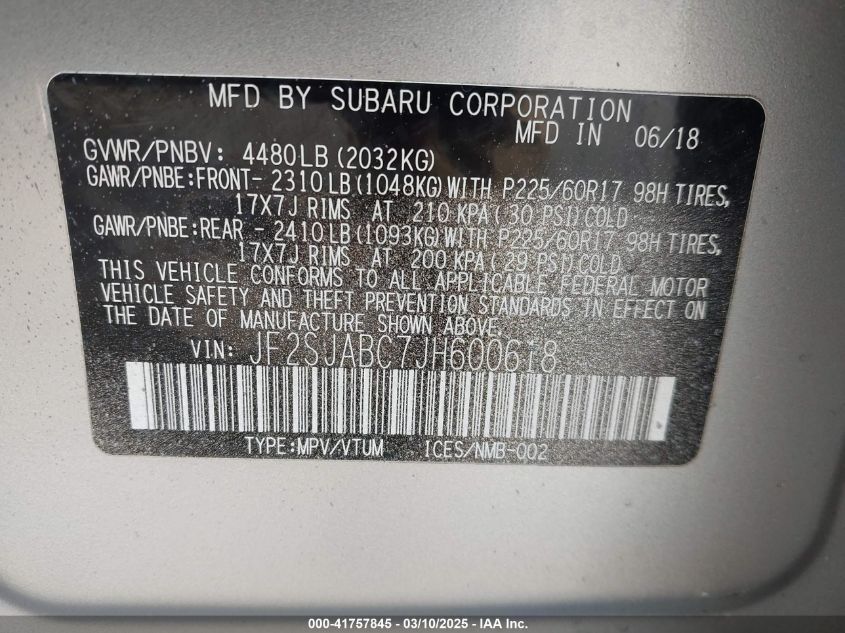 MFD BY SUBARU CORPORATION
MFD IN 06/18
GVWR/PNBV: 4480LB(2032KG)
GAWR/PNBE:FRONT- 2310LB(1048KG)WITH P225/60R17 98H TIRES,
17X7J RIMS AT 210 KPA(30 PSI)COLD
GAWR/PNBE:REAR - 2410LB(1093KG)WITH P225/60R17 98H TIRES,
17X7J RIMS AT 200 KPA(29 PSI)COLD
THIS VEHICLE CONFORMS TO ALL APPLICABLE FEDERAL MOTOR
VEHICLE SAFETY AND THEFT PREVENTION STANDARDS IN EFFECT ON
THE DATE OF MANUFACTURE SHOWN ABOVE.
VIN: JF2SJABC7JH600618
TYPE:MPV/VTUM ICES/NMB-002
000-41757845 — 03/10/2025 — IAA Inc.